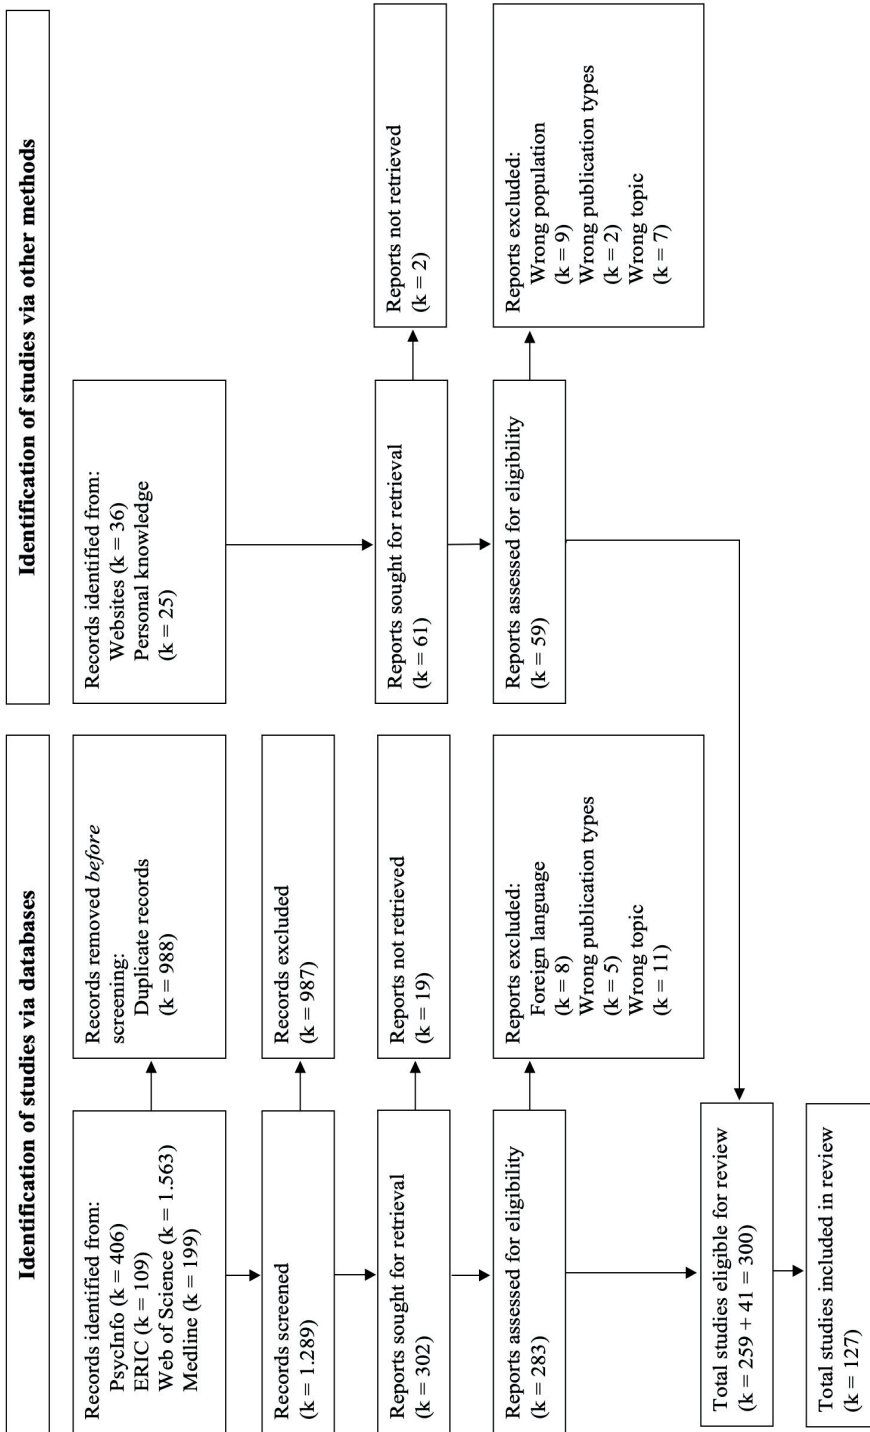 Identification of studies via databases
Records identified from:
PsycInfo (k = 406)
ERIC (k = 109)
Web of Science (k = 1.563)
Medline (k = 199)
Records removed before
screening:
Duplicate records
(k = 988)
Records screened
(k = 1.289)
Records excluded
(k = 987)
Reports sought for retrieval
(k = 302)
Reports not retrieved
(k = 19)
Reports assessed for eligibility
(k = 283)
Reports excluded:
Foreign language
(k = 8)
Wrong publication types
(k = 5)
Wrong topic
(k = 11)
Identification of studies via other methods
Records identified from:
Websites (k = 36)
Personal knowledge
(k = 25)
Reports sought for retrieval
(k = 61)
Reports not retrieved
(k = 2)
Reports assessed for eligibility
(k = 59)
Reports excluded:
Wrong population
(k = 9)
Wrong publication types
(k = 2)
Wrong topic
(k = 7)
Total studies eligible for review
(k = 259 + 41 = 300)
Total studies included in review
(k = 127)